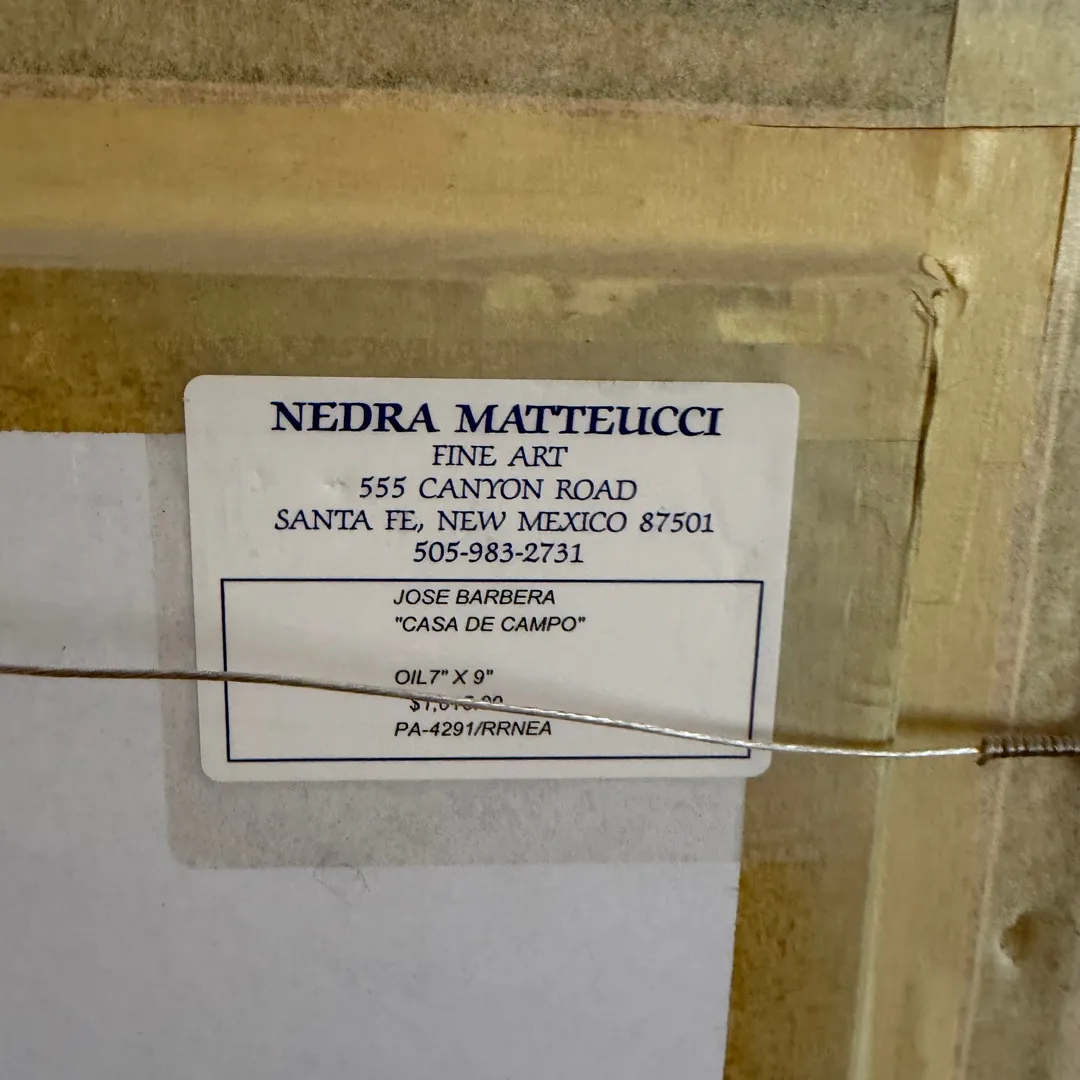 NEDRA MATTEUCCI
FINE ART
555 CANYON ROAD
SANTA FE, NEW MEXICO 87501
505-983-2731
JOSE BARBERA
"CASA DE CAMPO"
OIL7" X 9"
PA-4291/RRNEA